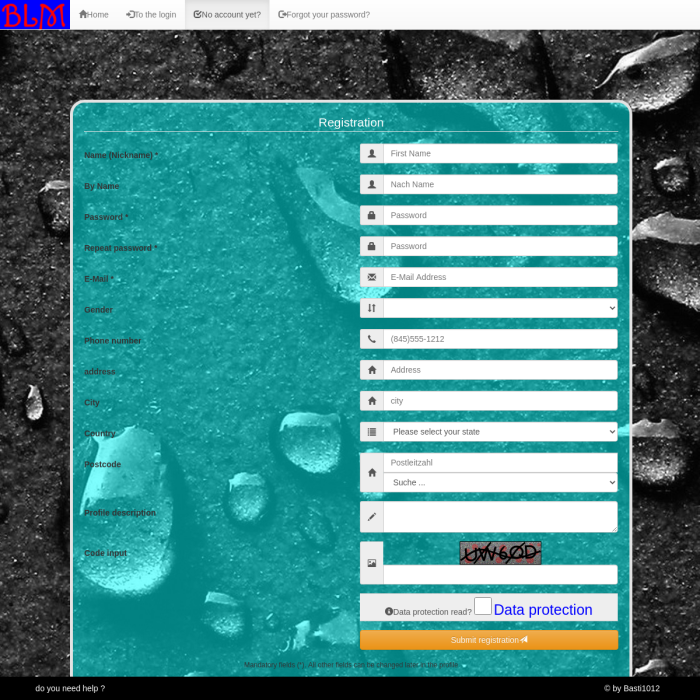 BLM Home To the login No account yet? Forgot your password?
Registration
Name (Nickname) * First Name
By Name Nach Name
Password * Password
Repeat password * Password
E-Mail * E-Mail Address
Gender
Phone number (845)555-1212
address Address
City city
Country Please select your state
Postcode Postleitzahl
Suche ...
Profile description
Code input UW6QD
Data protection read? Data protection
Submit registration
Mandatory fields (*). All other fields can be changed later in the profile.
do you need help ? © by Basti1012